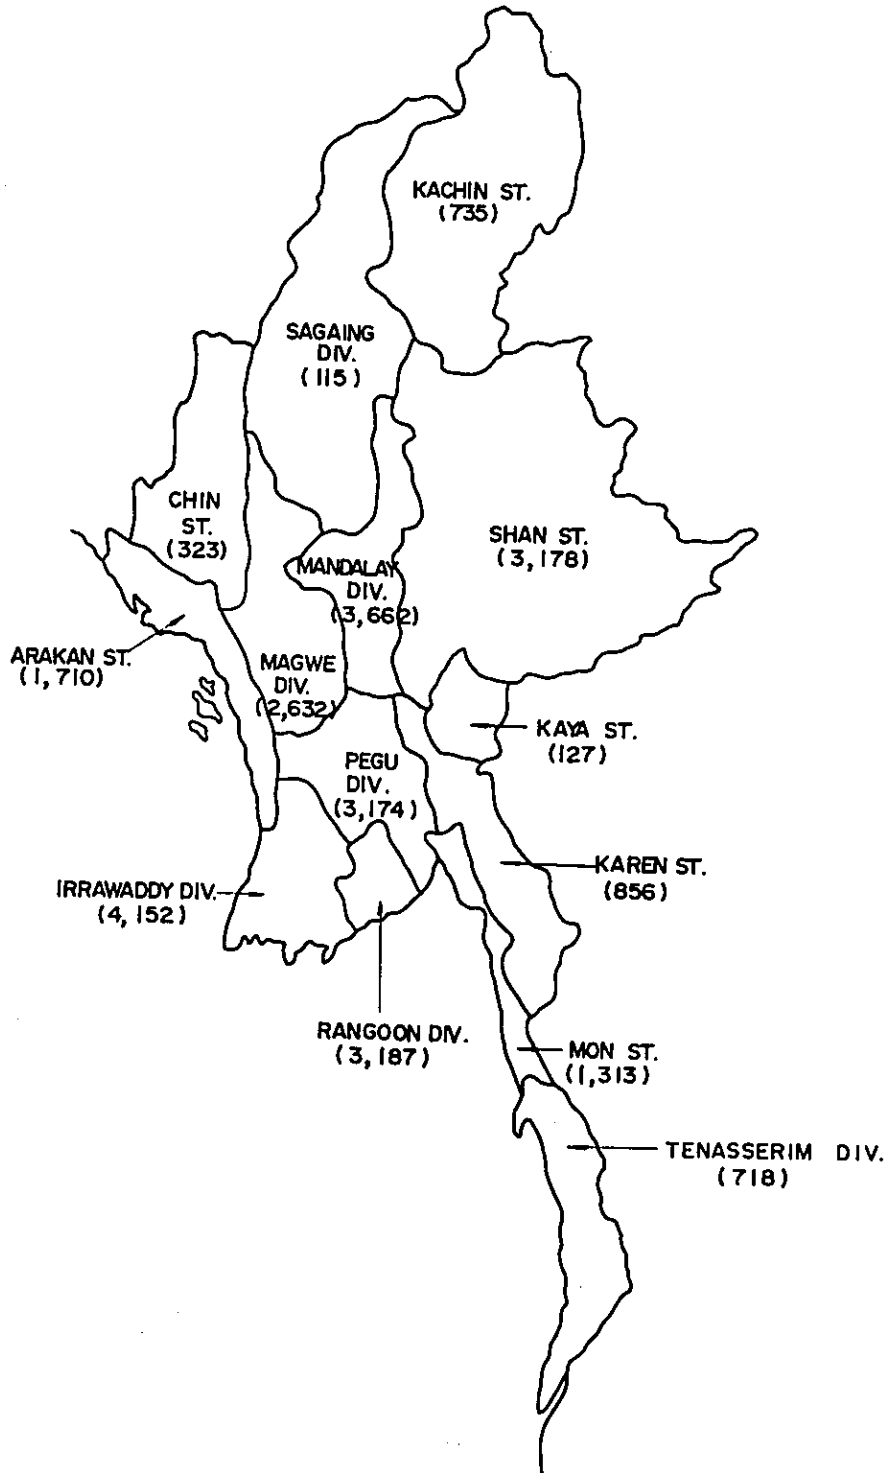 KACHIN ST.
(735)
SAGAING
DIV.
(115)
CHIN
ST.
(323)
SHAN ST.
(3,178)
MANDALAY
DIV.
(3,662)
ARAKAN ST.
(1,710)
MAGWE
DIV.
(2,632)
KAYA ST.
(127)
PEGU
DIV.
(3,174)
KAREN ST.
(856)
IRRAWADDY DIV.
(4,152)
RANGOON DIV.
(3,187)
MON ST.
(1,313)
TENASSERIM DIV.
(718)